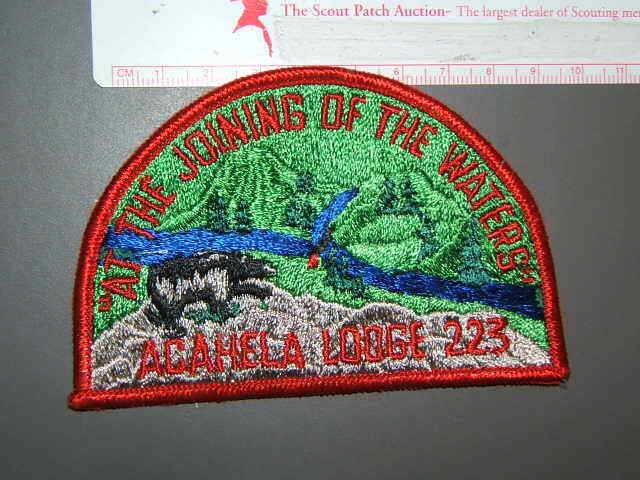 The Scout Patch Auction- The largest dealer of Scouting me
CM 1 2 3 4 5 6 7 8 9 10 11
"AT THE JOINING OF THE WATERS"
ACAHELA LODGE 223